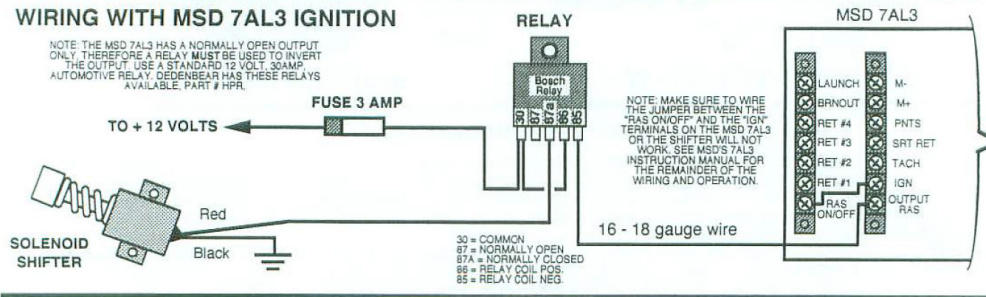 WIRING WITH MSD 7AL3 IGNITION
NOTE: THE MSD 7AL3 HAS A NORMALLY OPEN OUTPUT
ONLY, THEREFORE A RELAY MUST BE USED TO INVERT
THE OUTPUT. USE A STANDARD 12 VOLT, 30AMP,
AUTOMOTIVE RELAY. DEDENBEAR HAS THESE RELAYS
AVAILABLE, PART # HPR.
FUSE 3 AMP
TO + 12 VOLTS
SOLENOID
SHIFTER
Red
Black
RELAY
Bosch
Relay
30
87
87a
86
85
30 = COMMON
87 = NORMALLY OPEN
87A = NORMALLY CLOSED
86 = RELAY COIL POS.
85 = RELAY COIL NEG.
NOTE: MAKE SURE TO WIRE
THE JUMPER BETWEEN THE
"RAS ON/OFF" AND THE "IGN"
TERMINALS ON THE MSD 7AL3
OR THE SHIFTER WILL NOT
WORK. SEE MSD'S 7AL3
INSTRUCTION MANUAL FOR
THE REMAINDER OF THE
WIRING AND OPERATION.
16 - 18 gauge wire
MSD 7AL3
LAUNCH
BRNOUT
RET #4
RET #3
RET #2
RET #1
RAS
ON/OFF
M-
M+
PNTS
SRT RET
TACH
IGN
OUTPUT
RAS